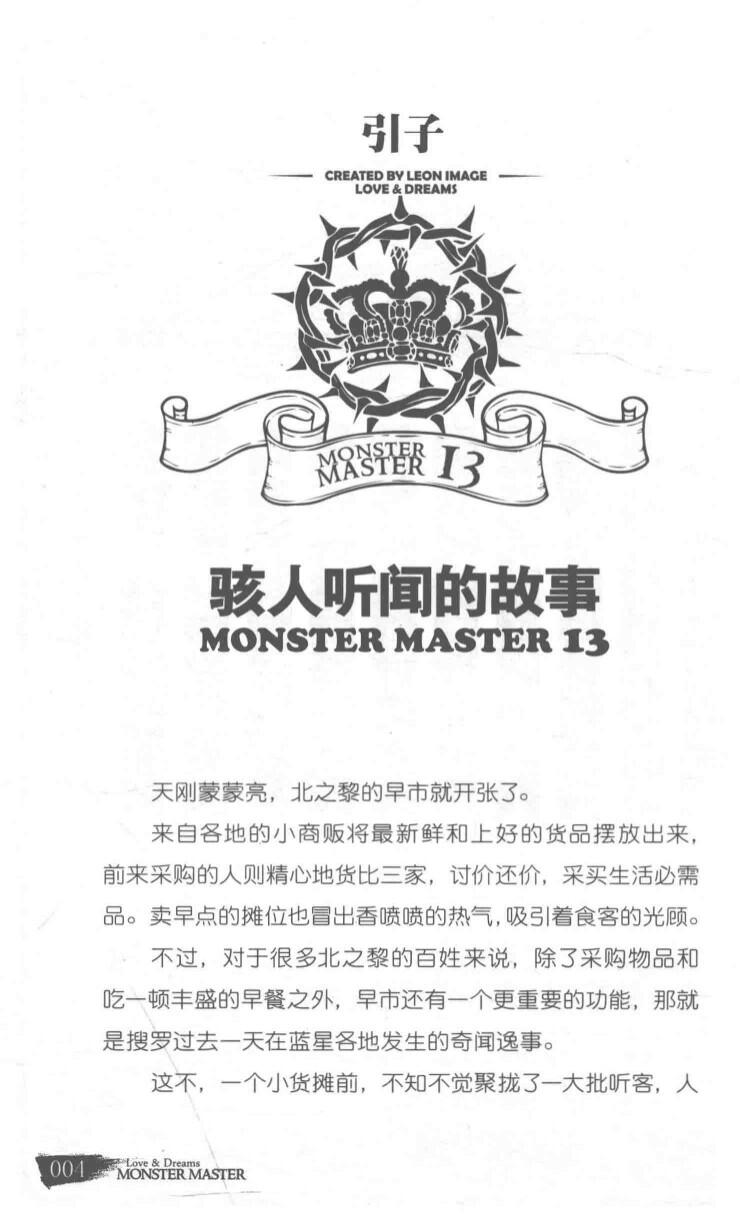 引子
CREATED BY LEON IMAGE
LOVE & DREAMS
MONSTER
MASTER 13
骇人听闻的故事
MONSTER MASTER 13
天刚蒙蒙亮，北之黎的早市就开张了。
来自各地的小商贩将最新鲜和上好的货品摆放出来，
前来采购的人则精心地货比三家，讨价还价，采买生活必需
品。卖早点的摊位也冒出香喷喷的热气，吸引着食客的光顾。
不过，对于很多北之黎的百姓来说，除了采购物品和
吃一顿丰盛的早餐之外，早市还有一个更重要的功能，那就
是搜罗过去一天在蓝星各地发生的奇闻逸事。
这不，一个小货摊前，不知不觉聚拢了一大批听客，人
004
Love & Dreams
MONSTER MASTER